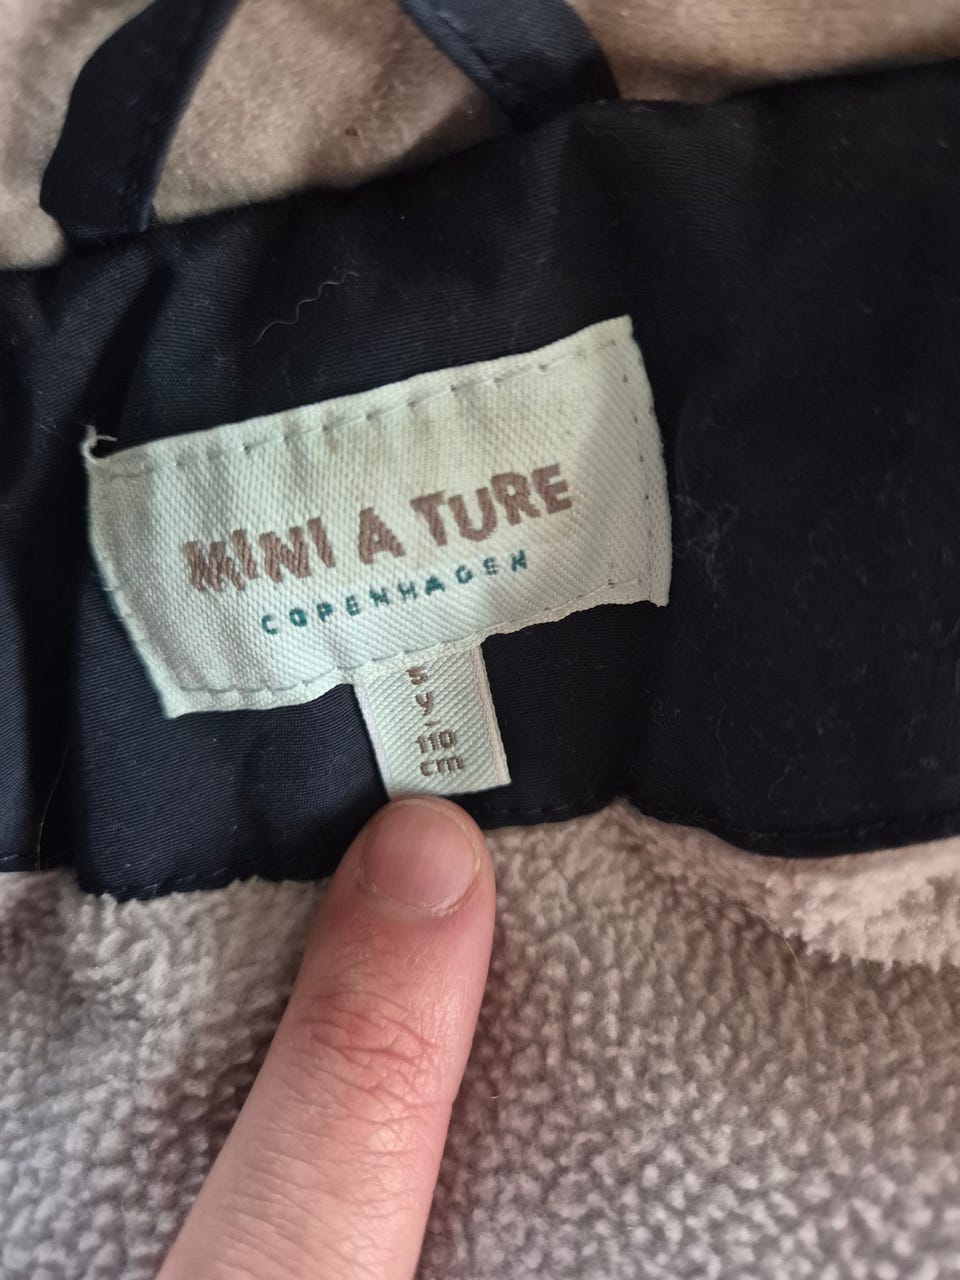 MINI A TURE
COPENHAGEN
5
y
110
cm